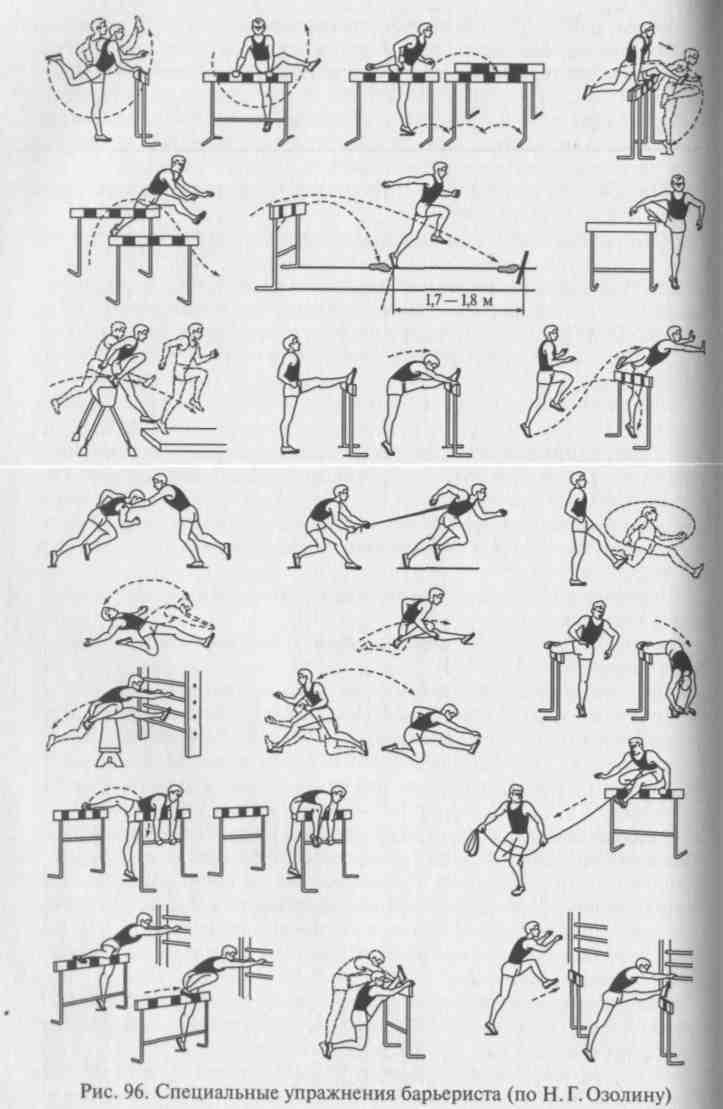 1,7 — 1,8 м
Рис. 96. Специальные упражнения барьериста (по Н. Г. Озолину)